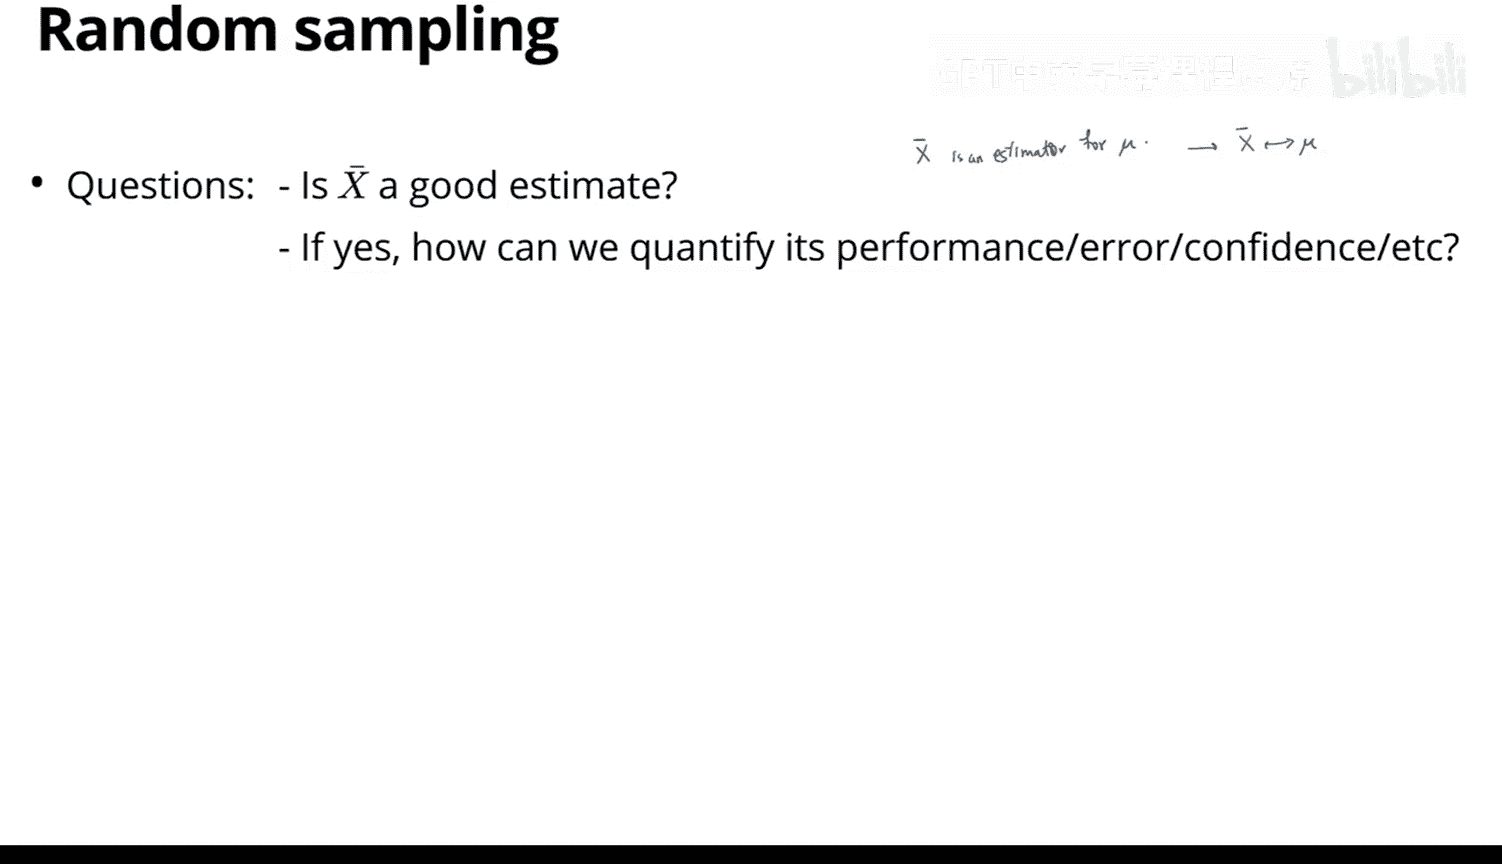 Random sampling
bilibili
X̄ is an estimator for μ. → X̄ ↔ μ
• Questions: - Is X̄ a good estimate?
- If yes, how can we quantify its performance/error/confidence/etc?